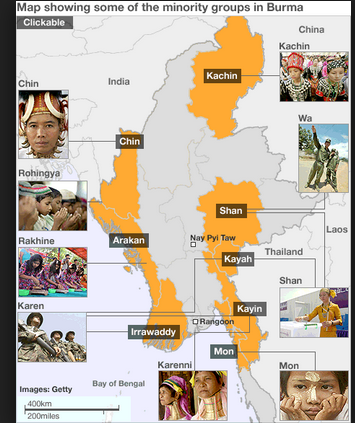 Map showing some of the minority groups in Burma
Clickable
China
Kachin
Kachin
India
Chin
Wa
Chin
Rohingya
Shan
Laos
Arakan
Nay Pyi Taw
Rakhine
Kayah
Thailand
Shan
Karen
Kayin
Rangoon
Irrawaddy
Mon
Karenni
Mon
Images: Getty
Bay of Bengal
400km
200miles